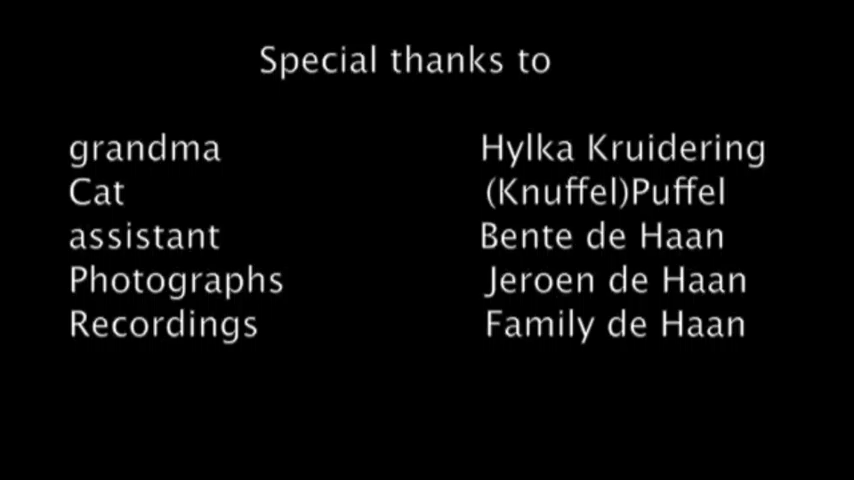 Special thanks to
grandma Hylka Kruidering
Cat (Knuffel)Puffel
assistant Bente de Haan
Photographs Jeroen de Haan
Recordings Family de Haan